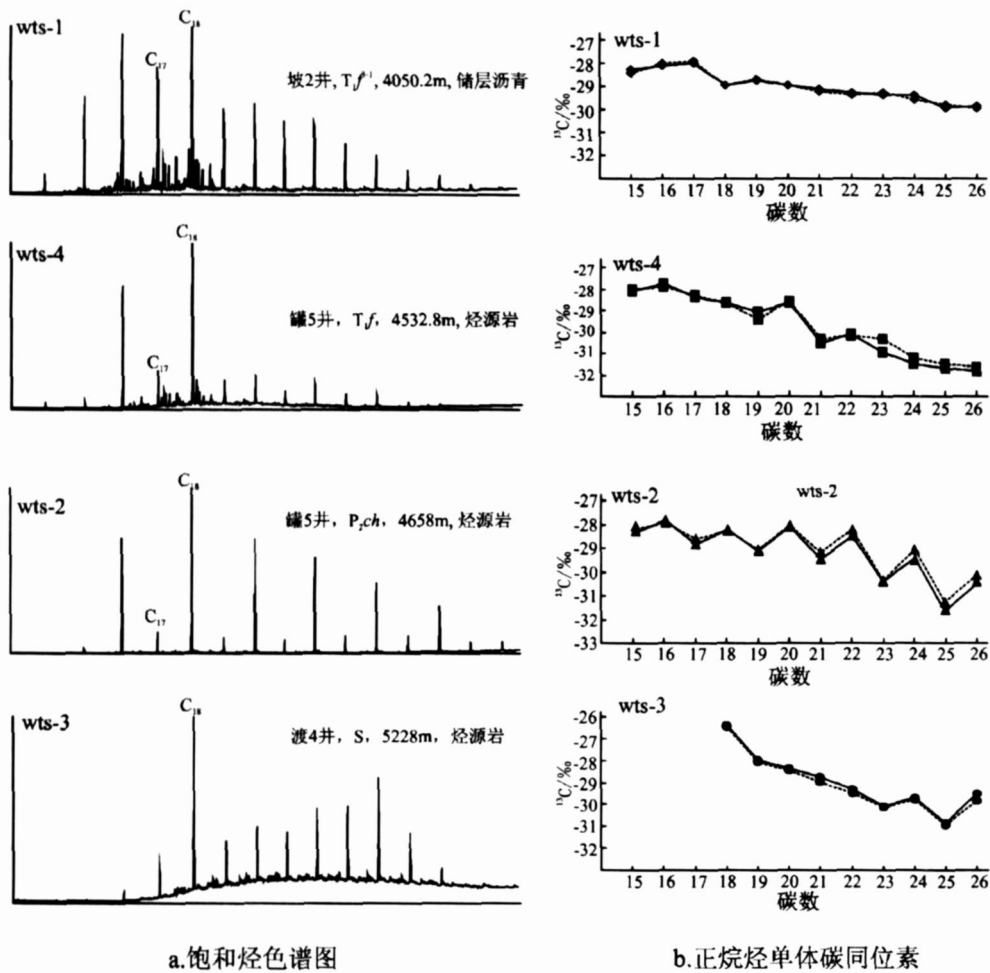 wts-1
C₁₈
C₁₇
坡2井, T₁f³⁻¹, 4050.2m, 储层沥青
wts-1
¹³C/‰
-27
-28
-29
-30
-31
-32
15 16 17 18 19 20 21 22 23 24 25 26
碳数
wts-4
C₁₈
C₁₇
罐5井, T₁f, 4532.8m, 烃源岩
wts-4
¹³C/‰
-27
-28
-29
-30
-31
-32
15 16 17 18 19 20 21 22 23 24 25 26
碳数
wts-2
C₁₈
C₁₇
罐5井, P₂ch, 4658m, 烃源岩
wts-2
wts-2
¹³C/‰
-27
-28
-29
-30
-31
-32
-33
15 16 17 18 19 20 21 22 23 24 25 26
碳数
wts-3
C₁₈
渡4井, S, 5228m, 烃源岩
wts-3
¹³C/‰
-26
-27
-28
-29
-30
-31
-32
15 16 17 18 19 20 21 22 23 24 25 26
碳数
a.饱和烃色谱图
b.正烷烃单体碳同位素